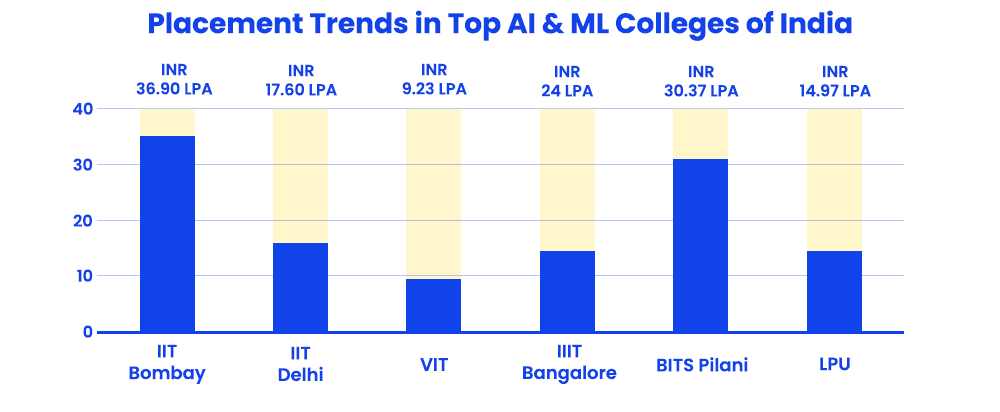 Placement Trends in Top AI & ML Colleges of India
INR
36.90 LPA
INR
17.60 LPA
INR
9.23 LPA
INR
24 LPA
INR
30.37 LPA
INR
14.97 LPA
40
30
20
10
0
IIT
Bombay
IIT
Delhi
VIT
IIIT
Bangalore
BITS Pilani
LPU